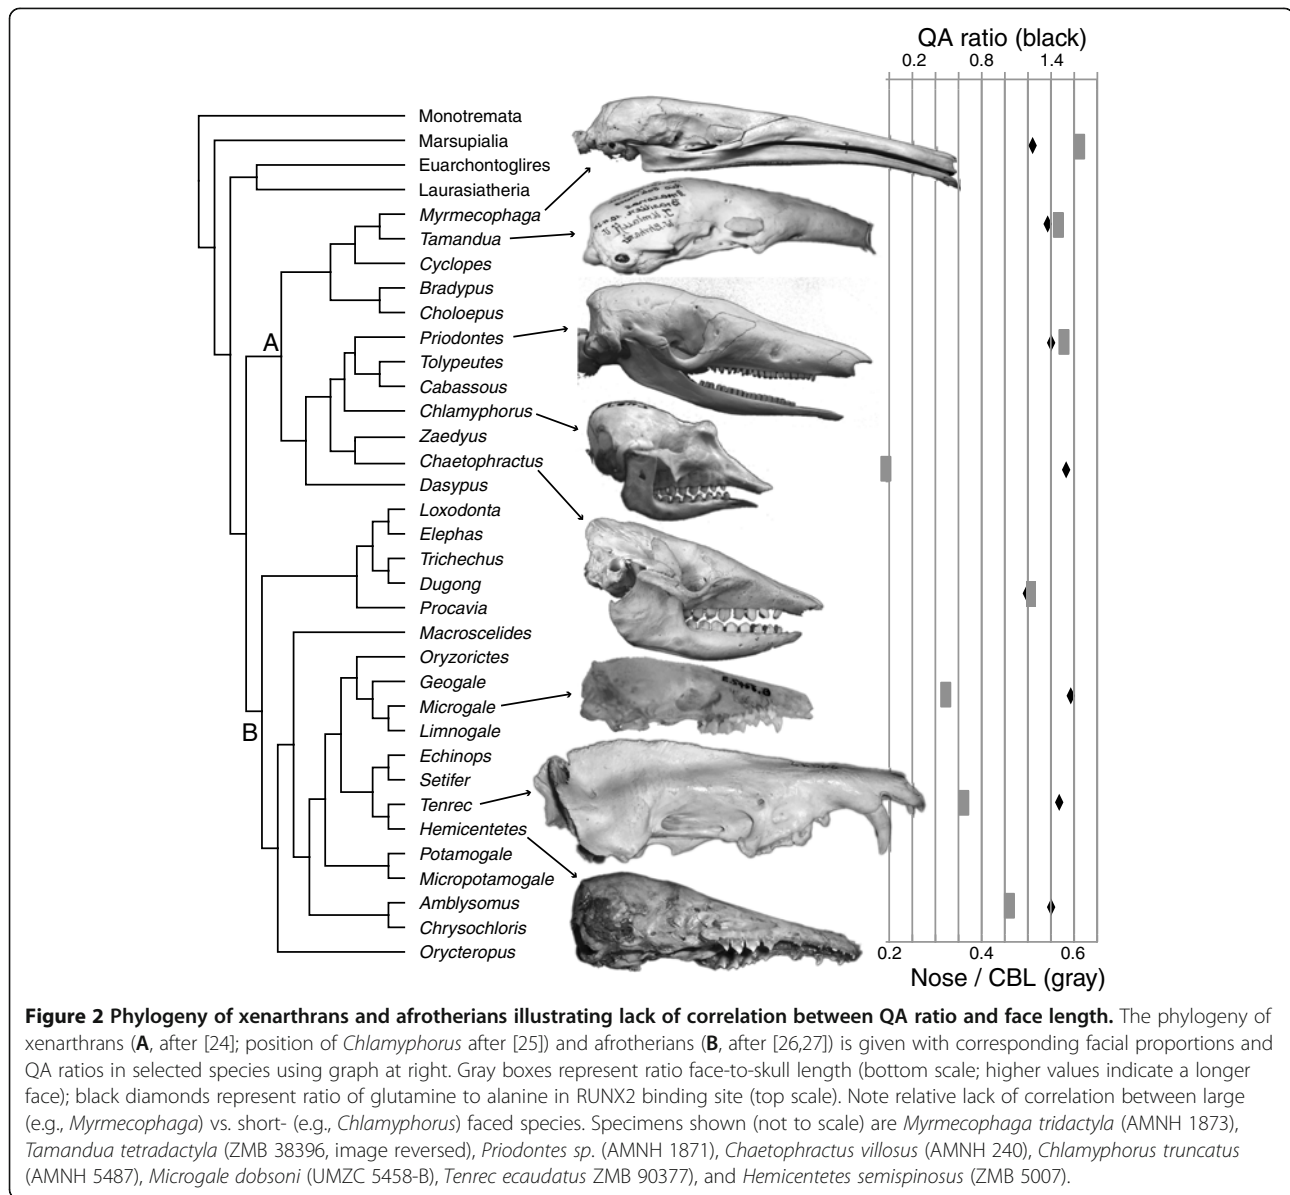 QA ratio (black)
0.2 0.8 1.4
Monotremata
Marsupialia
Euarchontoglires
Laurasiatheria
Myrmecophaga
Tamandua
Cyclopes
Bradypus
Choloepus
A
Priodontes
Tolypeutes
Cabassous
Chlamyphorus
Zaedyus
Chaetophractus
Dasypus
Loxodonta
Elephas
Trichechus
Dugong
Procavia
Macroscelides
Oryzorictes
Geogale
Microgale
Limnogale
B
Echinops
Setifer
Tenrec
Hemicentetes
Potamogale
Micropotamogale
Amblysomus
Chrysochloris
Orycteropus
0.2 0.4 0.6
Nose / CBL (gray)
Figure 2 Phylogeny of xenarthrans and afrotherians illustrating lack of correlation between QA ratio and face length. The phylogeny of
xenarthrans (A, after [24]; position of Chlamyphorus after [25]) and afrotherians (B, after [26,27]) is given with corresponding facial proportions and
QA ratios in selected species using graph at right. Gray boxes represent ratio face-to-skull length (bottom scale; higher values indicate a longer
face); black diamonds represent ratio of glutamine to alanine in RUNX2 binding site (top scale). Note relative lack of correlation between large
(e.g., Myrmecophaga) vs. short- (e.g., Chlamyphorus) faced species. Specimens shown (not to scale) are Myrmecophaga tridactyla (AMNH 1873),
Tamandua tetradactyla (ZMB 38396, image reversed), Priodontes sp. (AMNH 1871), Chaetophractus villosus (AMNH 240), Chlamyphorus truncatus
(AMNH 5487), Microgale dobsoni (UMZC 5458-B), Tenrec ecaudatus ZMB 90377), and Hemicentetes semispinosus (ZMB 5007).